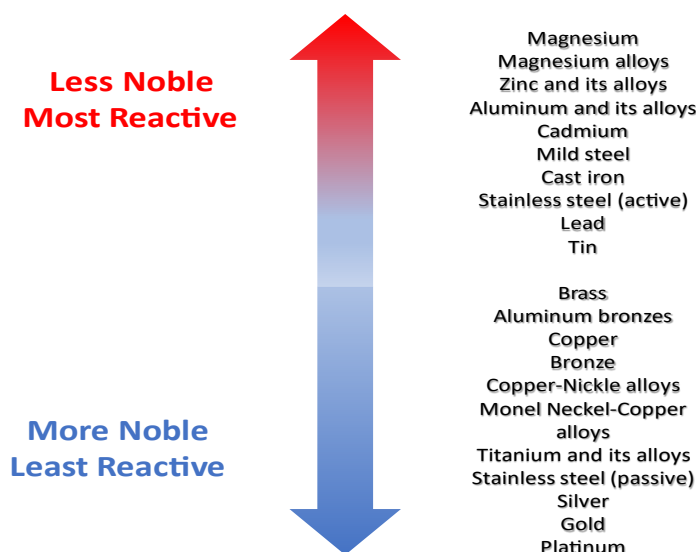 Less Noble
Most Reactive
More Noble
Least Reactive
Magnesium
Magnesium alloys
Zinc and its alloys
Aluminum and its alloys
Cadmium
Mild steel
Cast iron
Stainless steel (active)
Lead
Tin
Brass
Aluminum bronzes
Copper
Bronze
Copper-Nickle alloys
Monel Neckel-Copper
alloys
Titanium and its alloys
Stainless steel (passive)
Silver
Gold
Platinum